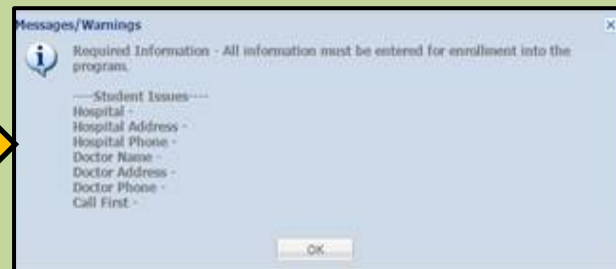 Messages/Warnings
Required Information - All information must be entered for enrollment into the
program.
----Student Issues----
Hospital -
Hospital Address -
Hospital Phone -
Doctor Name -
Doctor Address -
Doctor Phone -
Call First -
OK